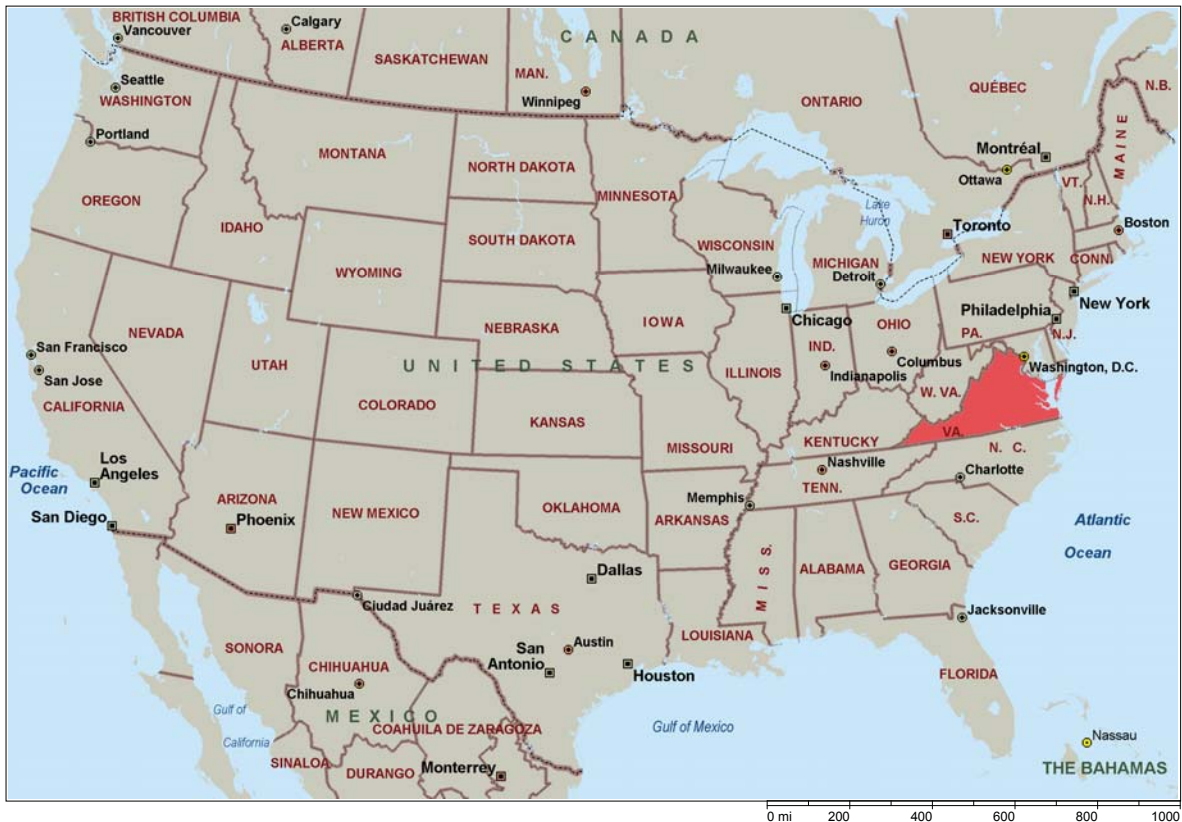 BRITISH COLUMBIA
Vancouver
Calgary
ALBERTA
SASKATCHEWAN
CANADA
MAN.
Winnipeg
ONTARIO
QUÉBEC
N.B.
Seattle
WASHINGTON
Portland
MONTANA
NORTH DAKOTA
MINNESOTA
Montréal
Ottawa
VT.
N.H.
MAINE
OREGON
IDAHO
SOUTH DAKOTA
WISCONSIN
Lake
Huron
Toronto
Boston
WYOMING
Milwaukee
MICHIGAN
Detroit
NEW YORK
CONN.
NEVADA
NEBRASKA
IOWA
Chicago
OHIO
Philadelphia
New York
PA.
N.J.
San Francisco
San Jose
UTAH
UNITED STATES
ILLINOIS
IND.
Indianapolis
Columbus
Washington, D.C.
CALIFORNIA
COLORADO
KANSAS
MISSOURI
KENTUCKY
W. VA.
VA.
N. C.
Pacific
Ocean
Los
Angeles
San Diego
ARIZONA
Phoenix
NEW MEXICO
OKLAHOMA
ARKANSAS
Memphis
Nashville
TENN.
Charlotte
S.C.
Atlantic
Ocean
Dallas
MISS.
ALABAMA
GEORGIA
Ciudad Juárez
TEXAS
Jacksonville
SONORA
CHIHUAHUA
Chihuahua
San
Antonio
Austin
Houston
LOUISIANA
FLORIDA
Gulf of
California
MEXICO
COAHUILA DE ZARAGOZA
Gulf of Mexico
Nassau
THE BAHAMAS
SINALOA
DURANGO
Monterrey
0 mi 200 400 600 800 1000